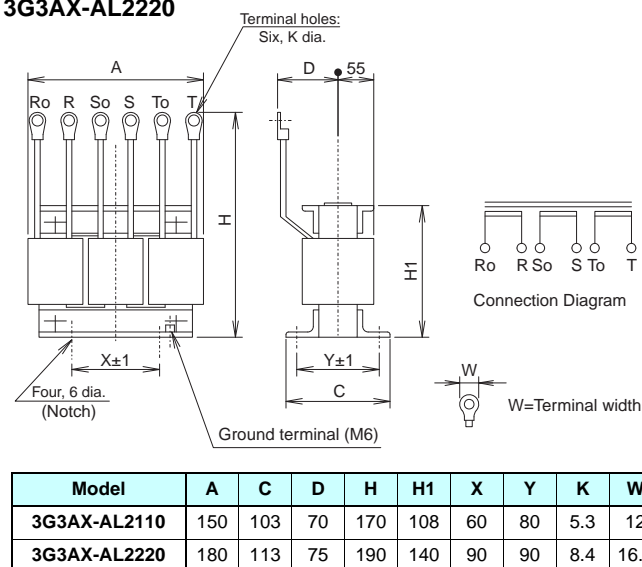 3G3AX-AL2220
Terminal holes:
Six, K dia.
A
D
55
Ro R So S To T
H
H1
Ro R So S To T
Connection Diagram
X±1
Y±1
C
W
W=Terminal width
Four, 6 dia.
(Notch)
Ground terminal (M6)
Model A C D H H1 X Y K W
3G3AX-AL2110 150 103 70 170 108 60 80 5.3 12
3G3AX-AL2220 180 113 75 190 140 90 90 8.4 16.